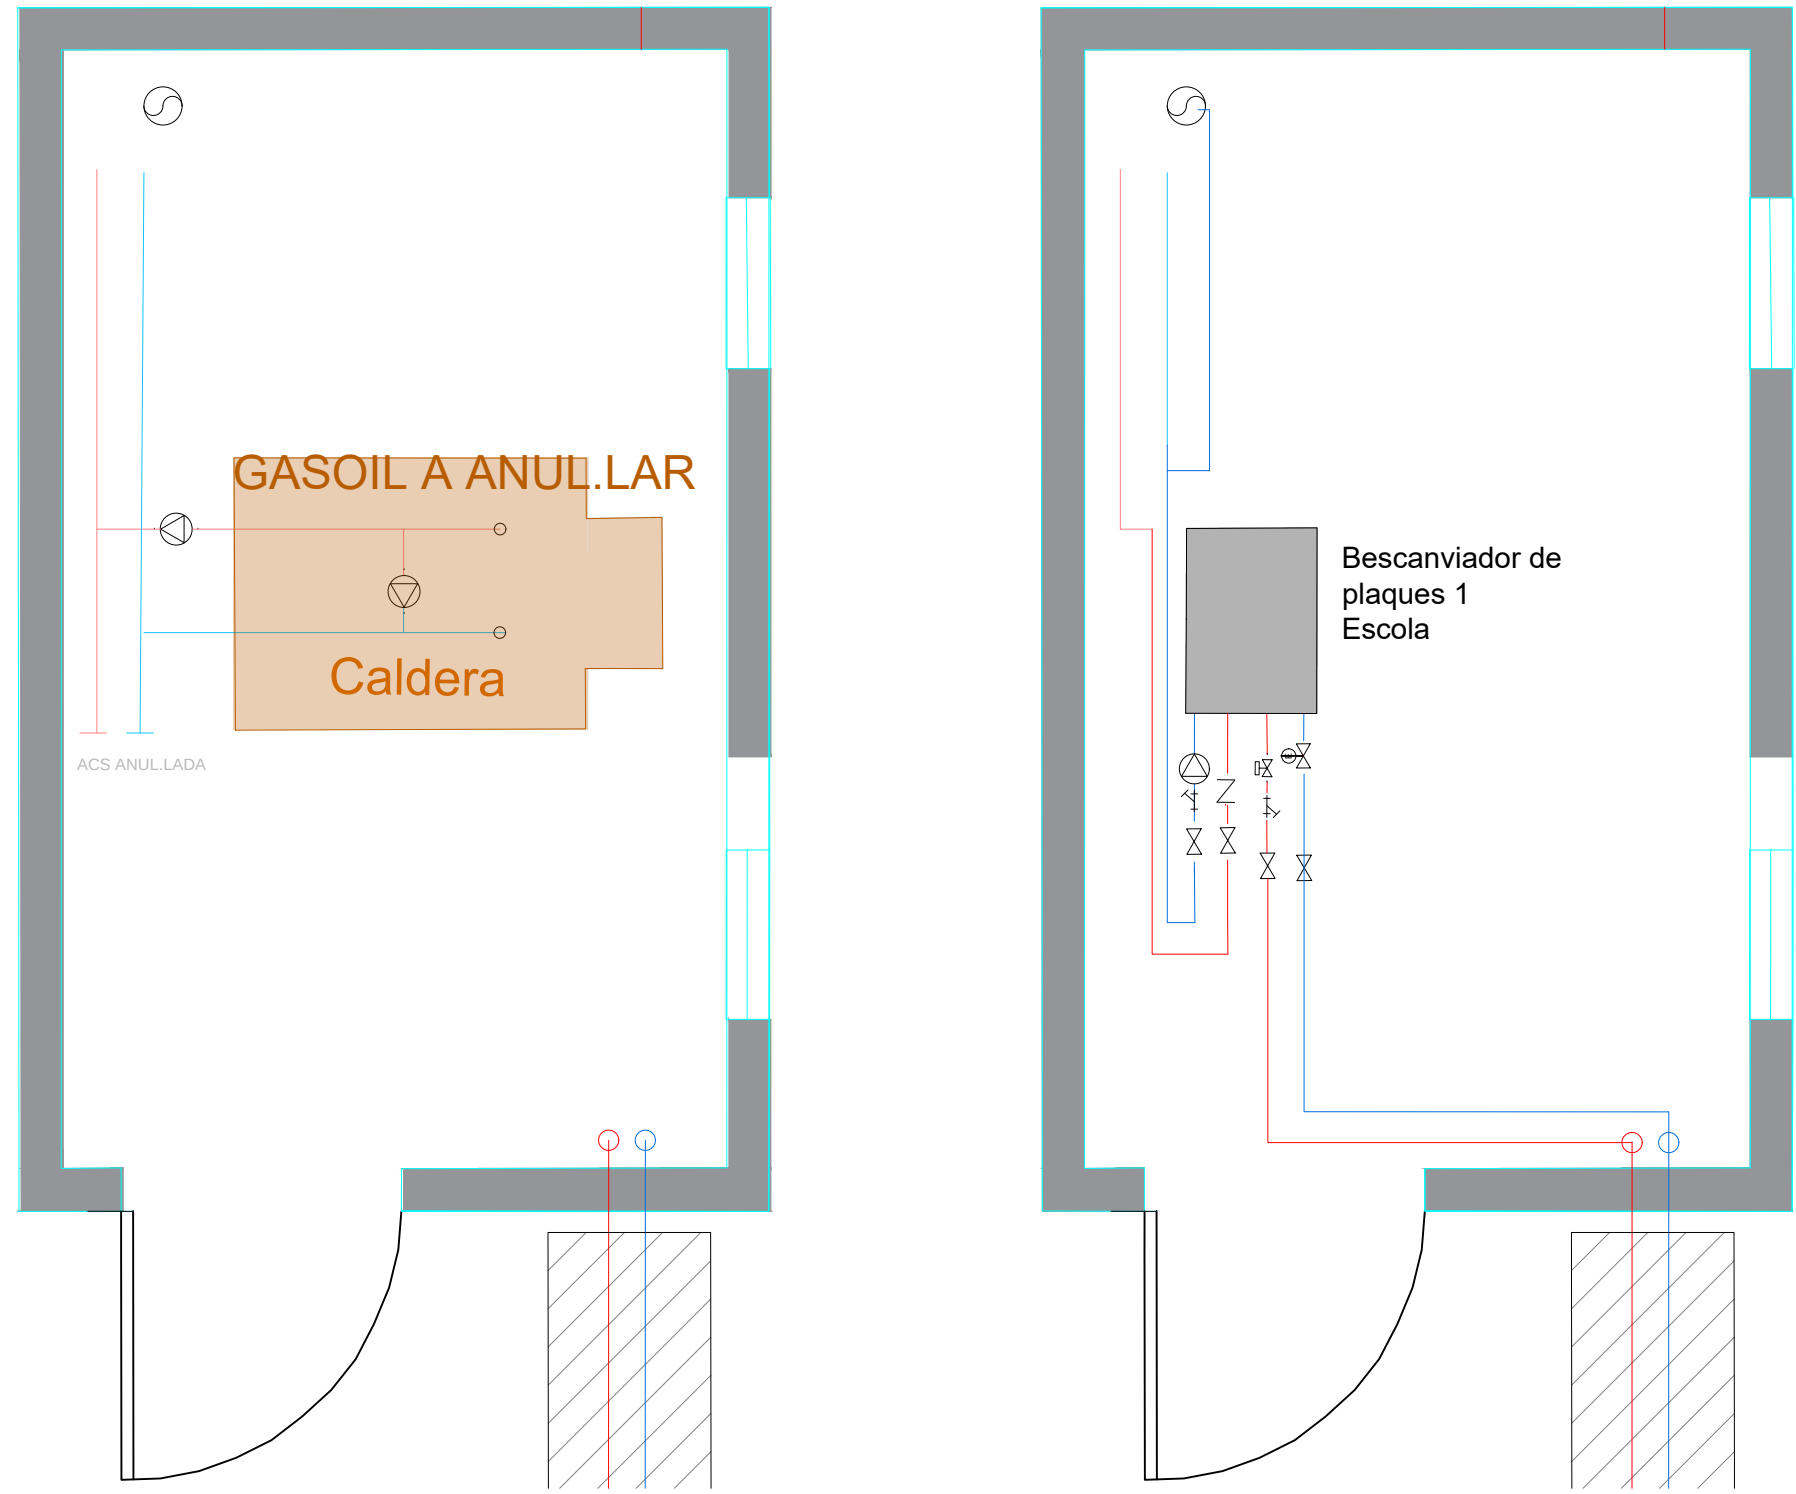 GASOIL A ANUL.LAR
Caldera
ACS ANUL.LADA
Bescanviador de
plaques 1
Escola